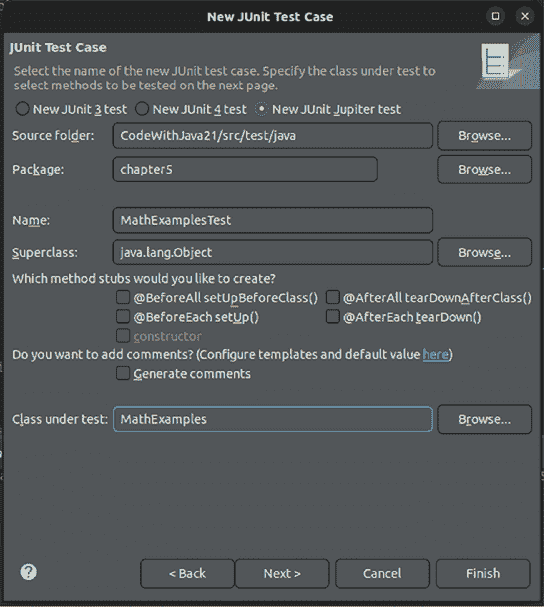 New JUnit Test Case
JUnit Test Case
Select the name of the new JUnit test case. Specify the class under test to
select methods to be tested on the next page.
New JUnit 3 test New JUnit 4 test New JUnit Jupiter test
Source folder: CodeWithJava21/src/test/java Browse...
Package: chapter5 Browse...
Name: MathExamplesTest
Superclass: java.lang.Object Browse...
Which method stubs would you like to create?
@BeforeAll setUpBeforeClass() @AfterAll tearDownAfterClass()
@BeforeEach setUp() @AfterEach tearDown()
constructor
Do you want to add comments? (Configure templates and default value here)
Generate comments
Class under test: MathExamples Browse...
? < Back Next > Cancel Finish